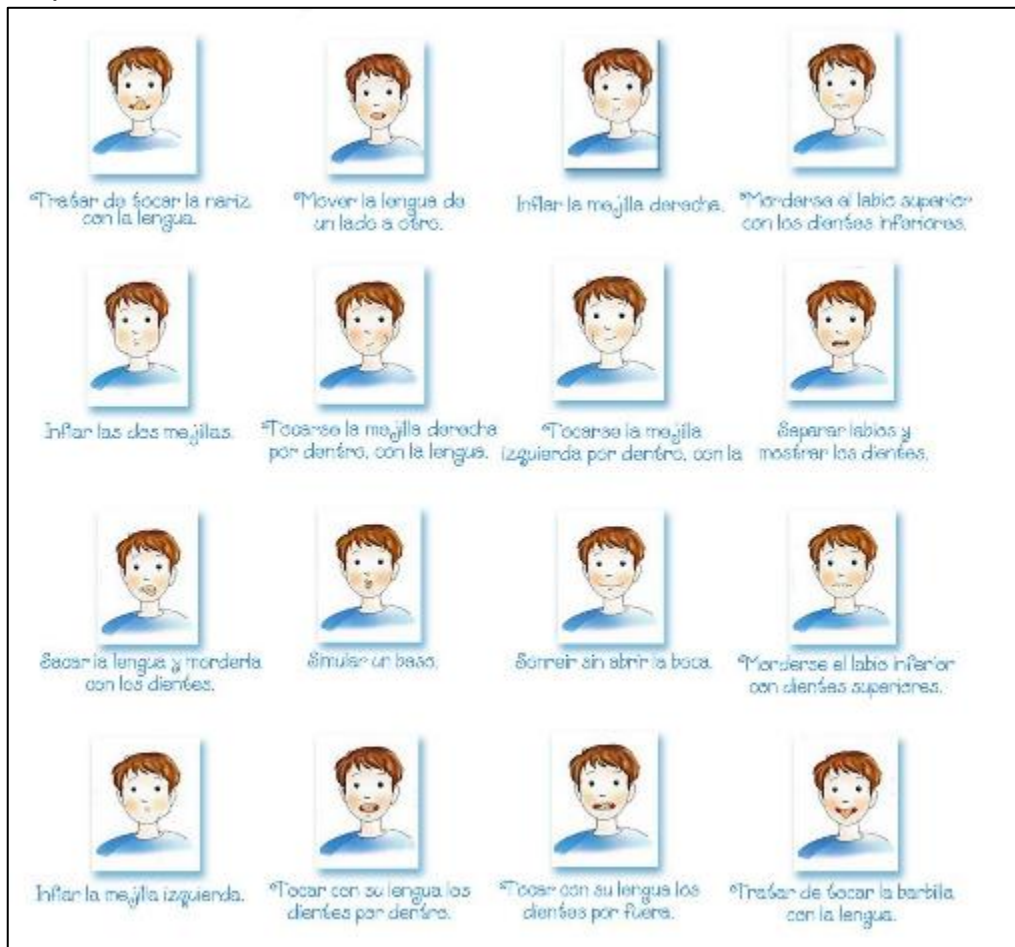 Tratar de tocar la nariz
con la lengua.
Mover la lengua de
un lado a otro.
Inflar la mejilla derecha.
Morderse el labio superior
con los dientes inferiores.
Inflar las dos mejillas.
Tocarse la mejilla derecha
por dentro, con la lengua.
Tocarse la mejilla
izquierda por dentro, con la
Separar labios y
mostrar los dientes.
Sacar la lengua y morderla
con los dientes.
Simular un beso.
Sonreir sin abrir la boca.
Morderse el labio inferior
con dientes superiores.
Inflar la mejilla izquierda.
Tocar con su lengua los
dientes por dentro.
Tocar con su lengua los
dientes por fuera.
Tratar de tocar la barbilla
con la lengua.